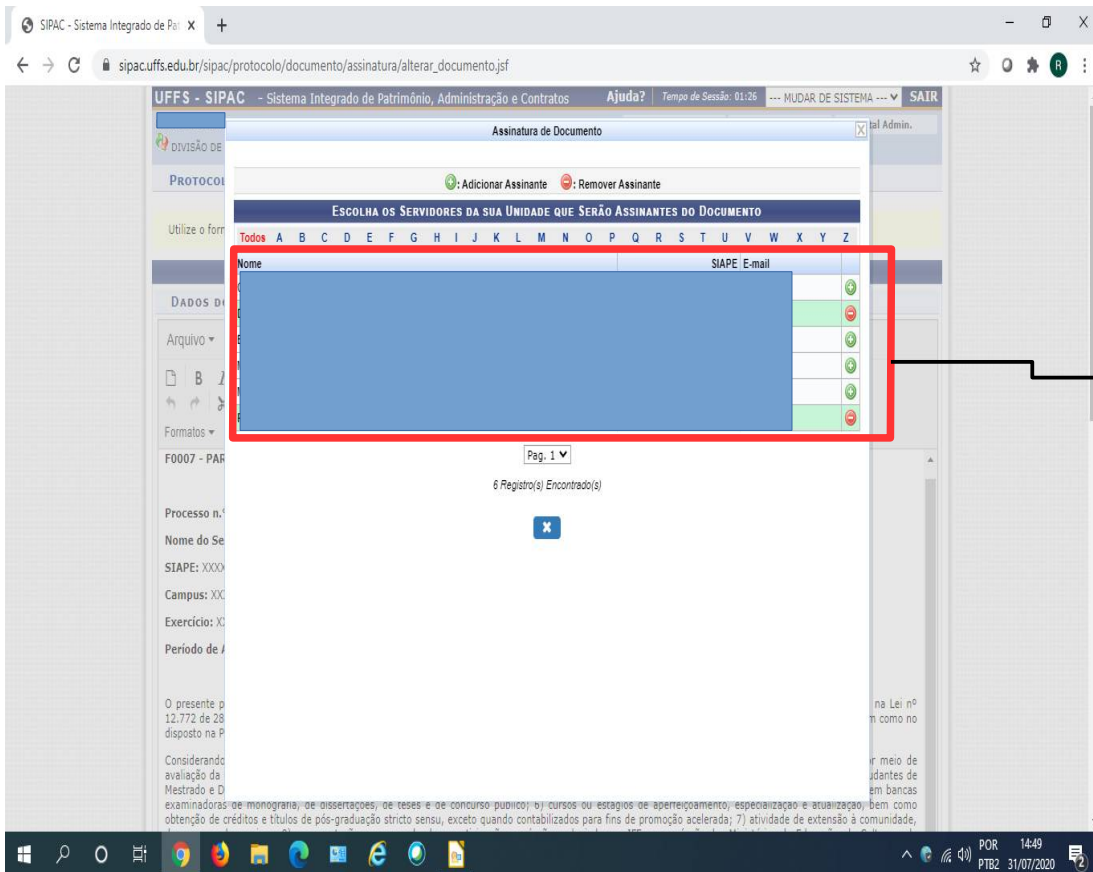 SIPAC - Sistema Integrado de Pat
sipac.uffs.edu.br/sipac/protocolo/documento/assinatura/alterar_documento.jsf
R
UFFS - SIPAC - Sistema Integrado de Patrimônio, Administração e Contratos Ajuda? Tempo de Sessão: 01:26 --- MUDAR DE SISTEMA --- SAIR
Assinatura de Documento
tal Admin.
DIVISÃO DE
PROTOCOL
: Adicionar Assinante : Remover Assinante
ESCOLHA OS SERVIDORES DA SUA UNIDADE QUE SERÃO ASSINANTES DO DOCUMENTO
Utilize o form
Todos A B C D E F G H I J K L M N O P Q R S T U V W X Y Z
Nome SIAPE E-mail
DADOS DO
Arquivo
B I
Formatos
Pag. 1
F0007 - PAR
6 Registro(s) Encontrado(s)
Processo n.º
Nome do Se
SIAPE: XXX
Campus: XX
Exercício: X
Período de A
O presente p na Lei nº
12.772 de 28 m como no
disposto na P
Considerando or meio de
avaliação da udantes de
Mestrado e D em bancas
examinadoras de monografia, de dissertações, de teses e de concurso público; 6) cursos ou estágios de aperfeiçoamento, especialização e atualização, bem como
obtenção de créditos e títulos de pós-graduação stricto sensu, exceto quando contabilizados para fins de promoção acelerada; 7) atividade de extensão à comunidade,
POR 14:49
PTB2 31/07/2020
2